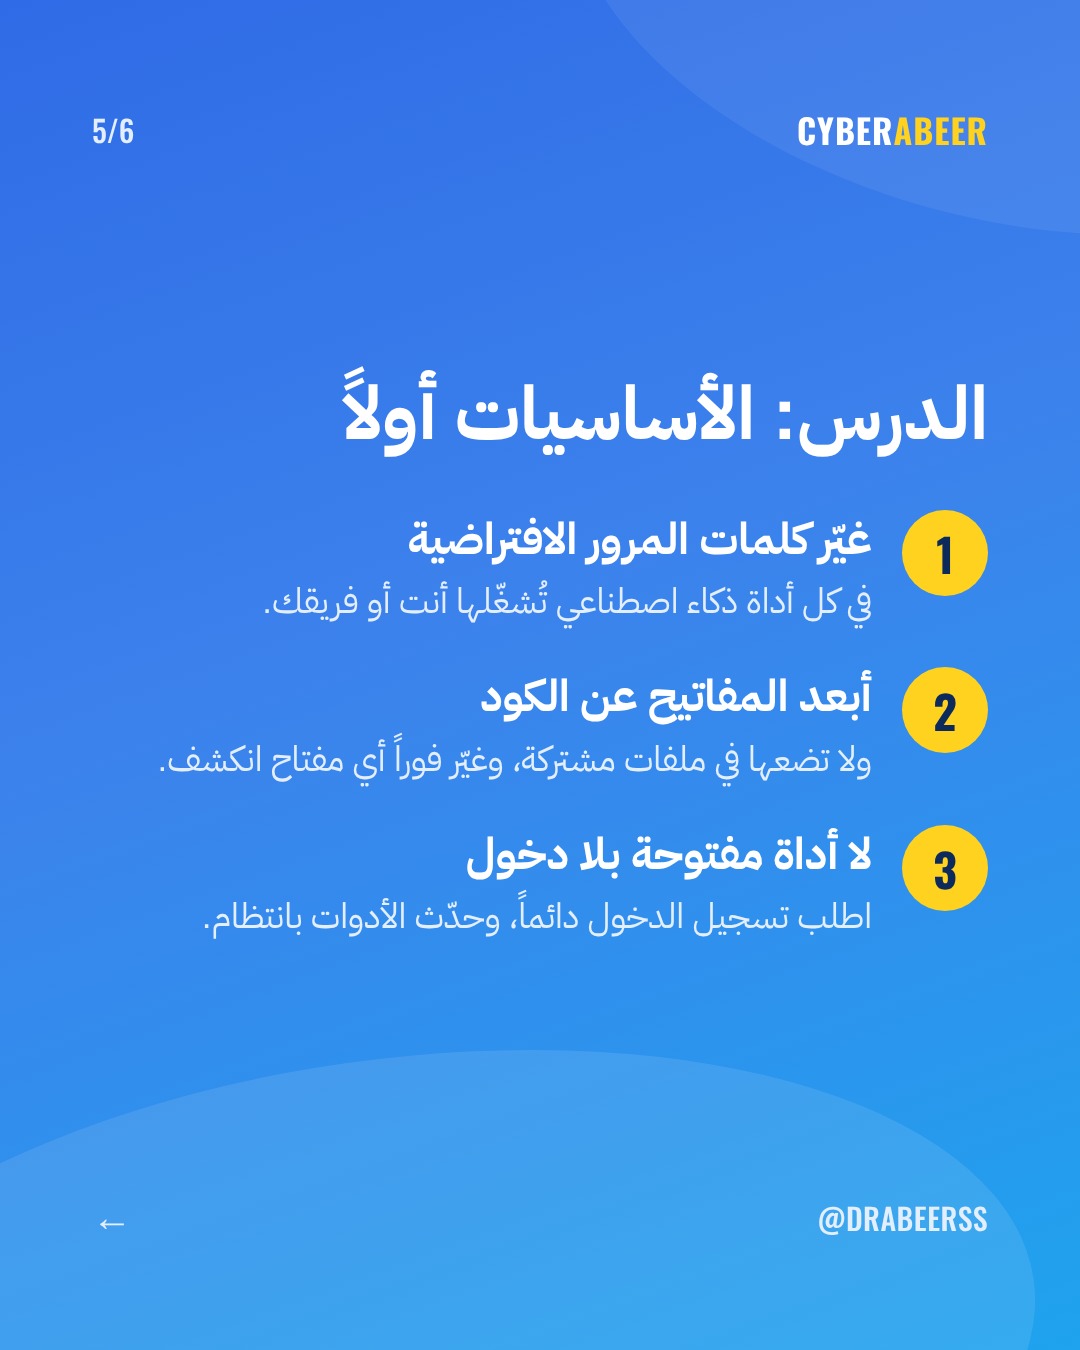 CYBERABEER
5/6
الدرس: الأساسيات أولاً
1
غيّر كلمات المرور الافتراضية
في كل أداة ذكاء اصطناعي تُشغّلها أنت أو فريقك.
2
أبعد المفاتيح عن الكود
ولا تضعها في ملفات مشتركة، وغيّر فوراً أي مفتاح انكشف.
3
لا أداة مفتوحة بلا دخول
اطلب تسجيل الدخول دائماً، وحدّث الأدوات بانتظام.
@DRABEERSS
←